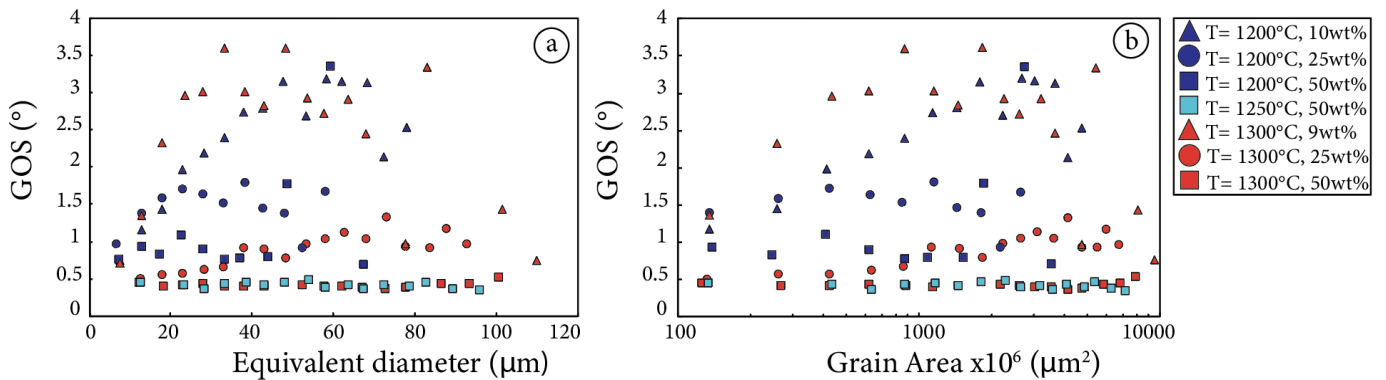 4
3.5
3
2.5
2
1.5
1
0.5
0
GOS (°)
0 20 40 60 80 100 120
Equivalent diameter (μm)
a
4
3.5
3
2.5
2
1.5
1
0.5
0
GOS (°)
100 1000 10000
Grain Area x10⁶ (μm²)
b
T= 1200°C, 10wt%
T= 1200°C, 25wt%
T= 1200°C, 50wt%
T= 1250°C, 50wt%
T= 1300°C, 9wt%
T= 1300°C, 25wt%
T= 1300°C, 50wt%